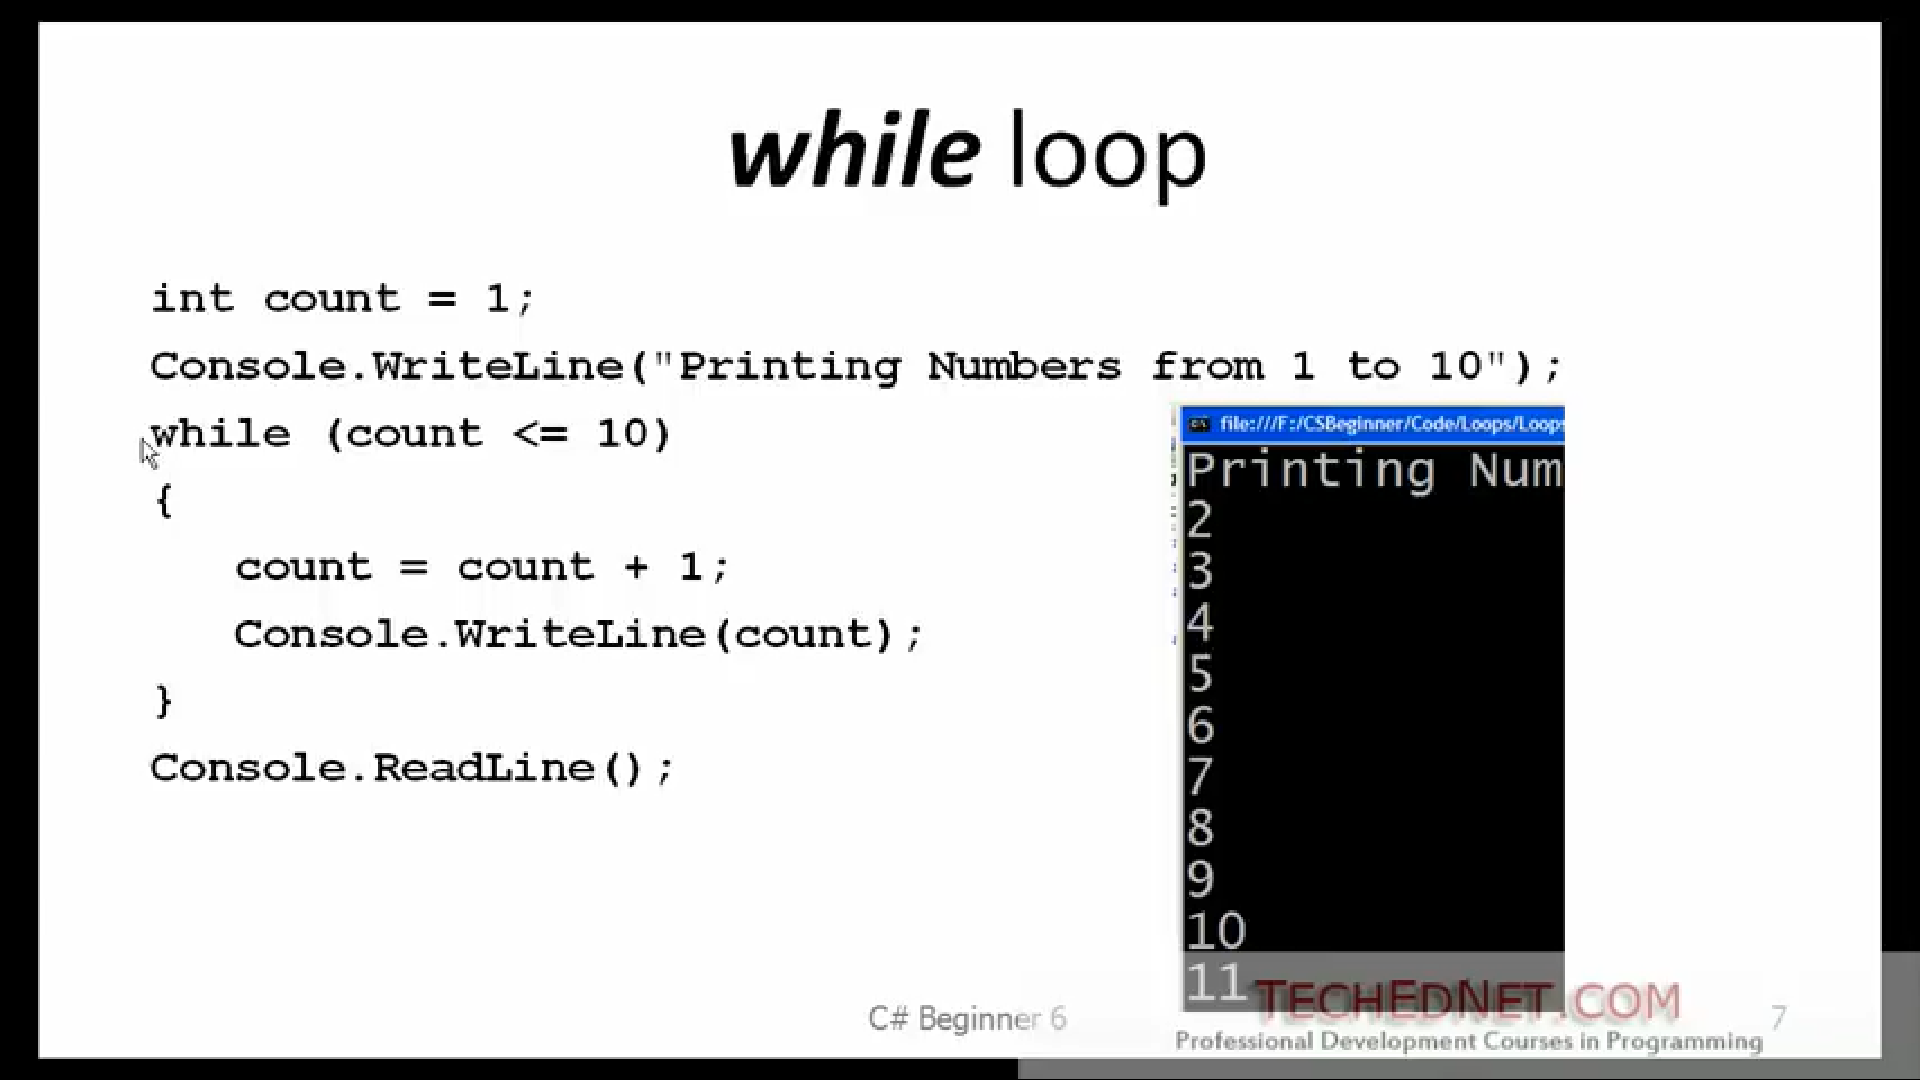 while loop
int count = 1;
Console.WriteLine("Printing Numbers from 1 to 10");
while (count <= 10)
{
count = count + 1;
Console.WriteLine(count);
}
Console.ReadLine();
file:///F:/CSBeginner/Code/Loops/Loops
Printing Num
2
3
4
5
6
7
8
9
10
11
TECHEDNET.COM
Professional Development Courses in Programming
C# Beginner 6
7